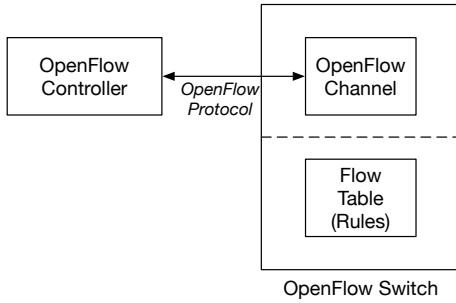 OpenFlow
Controller
OpenFlow
Protocol
OpenFlow
Channel
Flow
Table
(Rules)
OpenFlow Switch